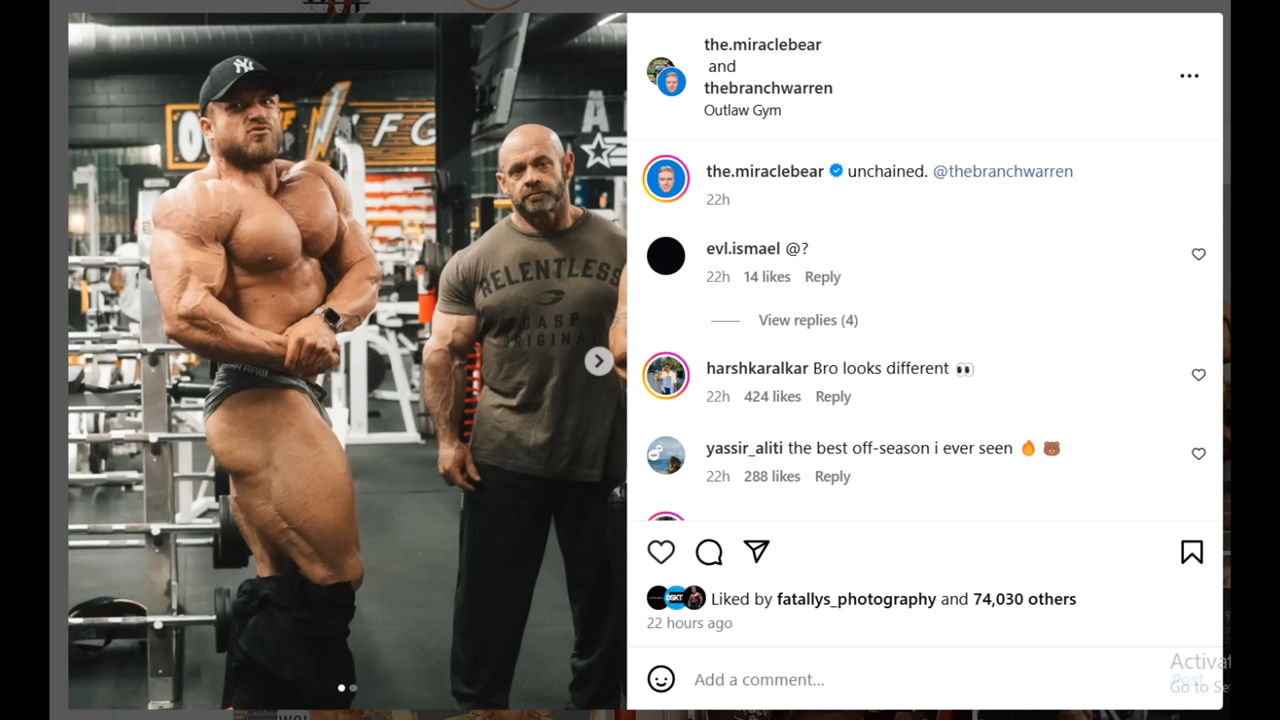 the.miraclebear
and
thebranchwarren
Outlaw Gym
the.miraclebear unchained. @thebranchwarren
22h
evl.ismael @?
22h 14 likes Reply
View replies (4)
harshkaralkar Bro looks different 👀
22h 424 likes Reply
yassir_aliti the best off-season i ever seen 🔥 🐻
22h 288 likes Reply
Liked by fatallys_photography and 74,030 others
22 hours ago
Add a comment...
Post
Activat
Go to Se
NY
RELENTLESS
GASP
ORIGINAL
RAW